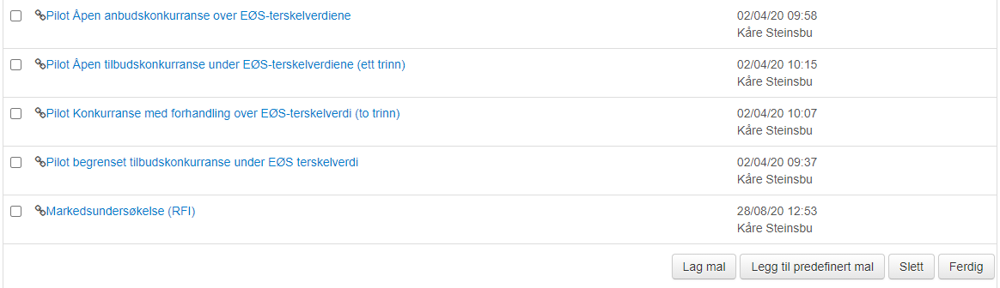 Pilot Åpen anbudskonkurranse over EØS-terskelverdiene 02/04/20 09:58
Kåre Steinsbu
Pilot Åpen tilbudskonkurranse under EØS-terskelverdiene (ett trinn) 02/04/20 10:15
Kåre Steinsbu
Pilot Konkurranse med forhandling over EØS-terskelverdi (to trinn) 02/04/20 10:07
Kåre Steinsbu
Pilot begrenset tilbudskonkurranse under EØS terskelverdi 02/04/20 09:37
Kåre Steinsbu
Markedsundersøkelse (RFI) 28/08/20 12:53
Kåre Steinsbu
Lag mal Legg til predefinert mal Slett Ferdig